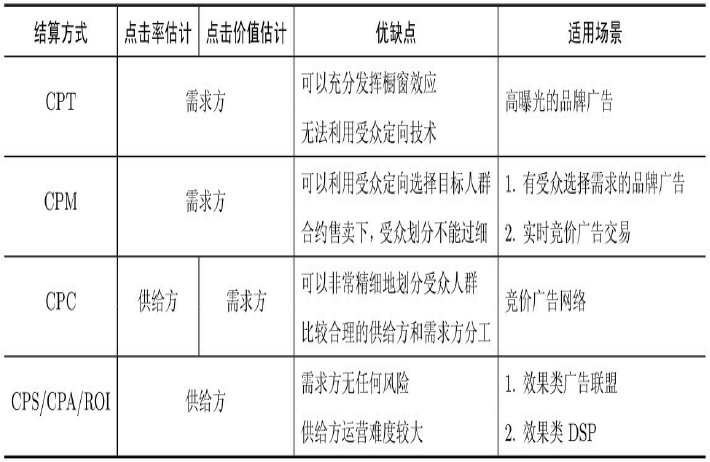 结算方式 点击率估计 点击价值估计 优缺点 适用场景
CPT 需求方 可以充分发挥橱窗效应 高曝光的品牌广告
无法利用受众定向技术
CPM 需求方 可以利用受众定向选择目标人群 1. 有受众选择需求的品牌广告
合约售卖下，受众划分不能过细 2. 实时竞价广告交易
CPC 供给方 需求方 可以非常精细地划分受众人群 竞价广告网络
比较合理的供给方和需求方分工
CPS/CPA/ROI 供给方 需求方无任何风险 1. 效果类广告联盟
供给方运营难度较大 2. 效果类 DSP